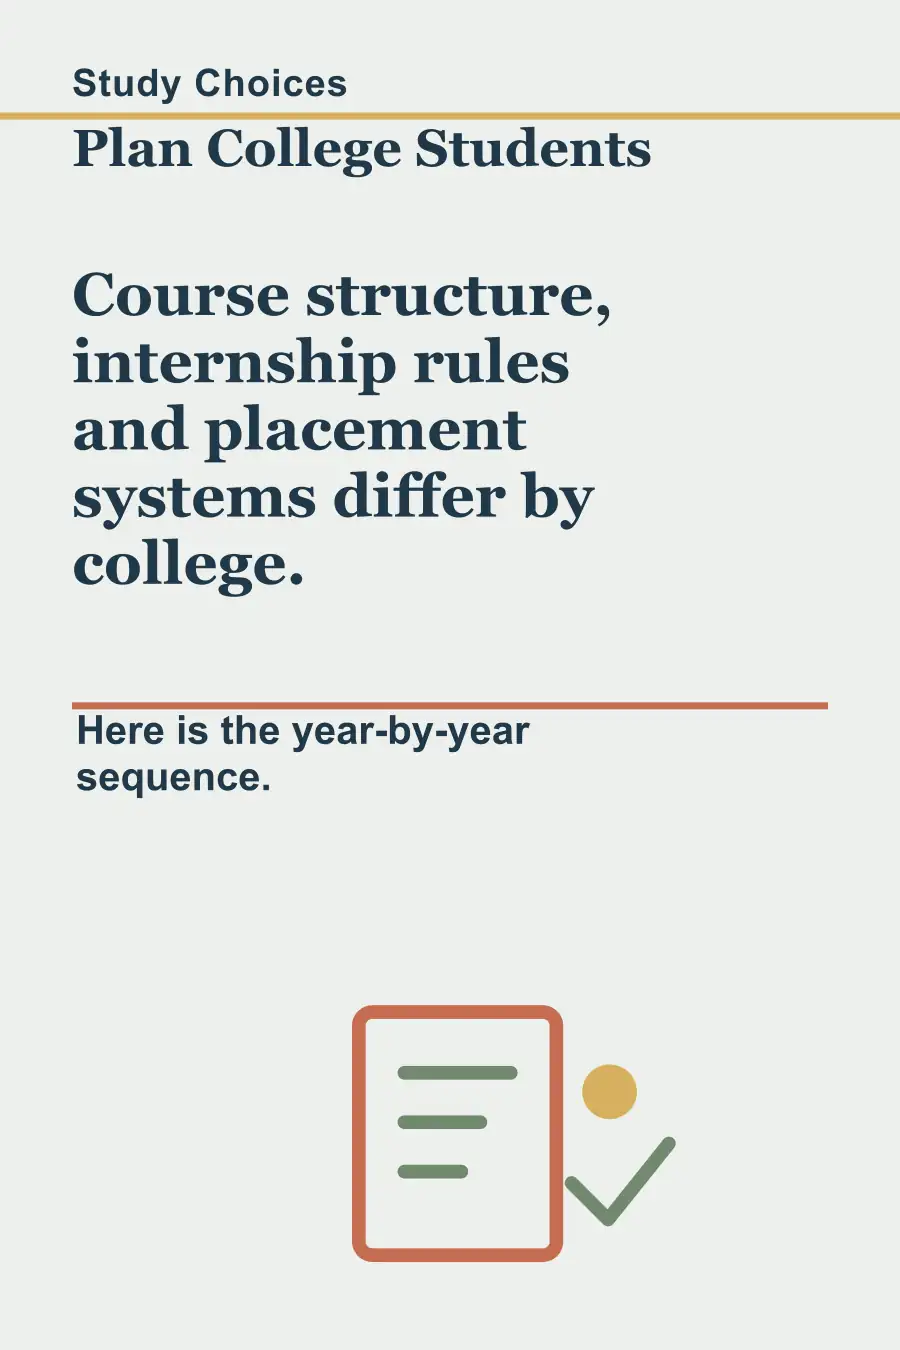 Study Choices
Plan College Students
Course structure,
internship rules
and placement
systems differ by
college.
Here is the year-by-year
sequence.